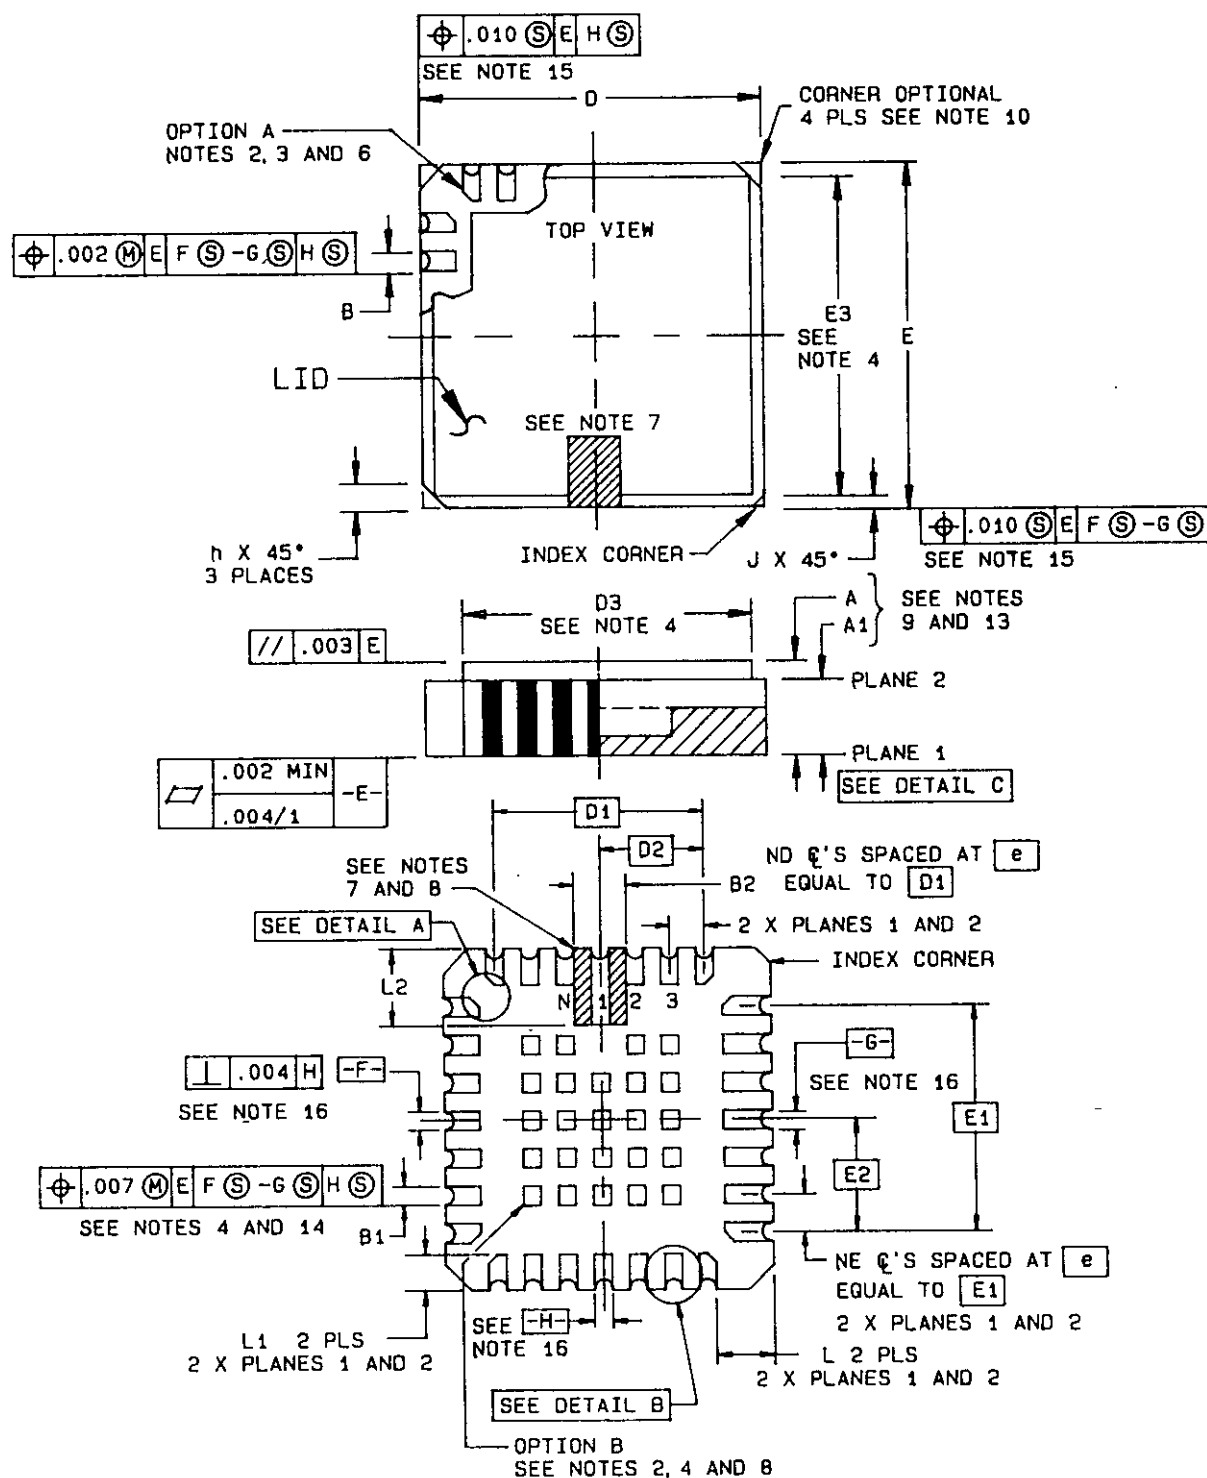 ⌖ .010 Ⓢ E H Ⓢ
SEE NOTE 15
D
CORNER OPTIONAL
4 PLS SEE NOTE 10
OPTION A
NOTES 2, 3 AND 6
TOP VIEW
⌖ .002 Ⓜ E F Ⓢ -G Ⓢ H Ⓢ
B
E3
SEE
NOTE 4
E
LID
SEE NOTE 7
h X 45°
3 PLACES
INDEX CORNER
J X 45°
⌖ .010 Ⓢ E F Ⓢ -G Ⓢ
SEE NOTE 15
D3
SEE NOTE 4
A
A1
SEE NOTES
9 AND 13
// .003 E
PLANE 2
PLANE 1
SEE DETAIL C
⏥ .002 MIN
.004/1
-E-
D1
D2
SEE NOTES
7 AND 8
B2
ND ℄'S SPACED AT e
EQUAL TO D1
2 X PLANES 1 AND 2
SEE DETAIL A
INDEX CORNER
L2
N 1 2 3
⊥ .004 H -F-
SEE NOTE 16
-G-
SEE NOTE 16
E1
E2
⌖ .007 Ⓜ E F Ⓢ -G Ⓢ H Ⓢ
SEE NOTES 4 AND 14
B1
NE ℄'S SPACED AT e
EQUAL TO E1
2 X PLANES 1 AND 2
L1 2 PLS
2 X PLANES 1 AND 2
SEE -H-
NOTE 16
L 2 PLS
2 X PLANES 1 AND 2
SEE DETAIL B
OPTION B
SEE NOTES 2, 4 AND 8